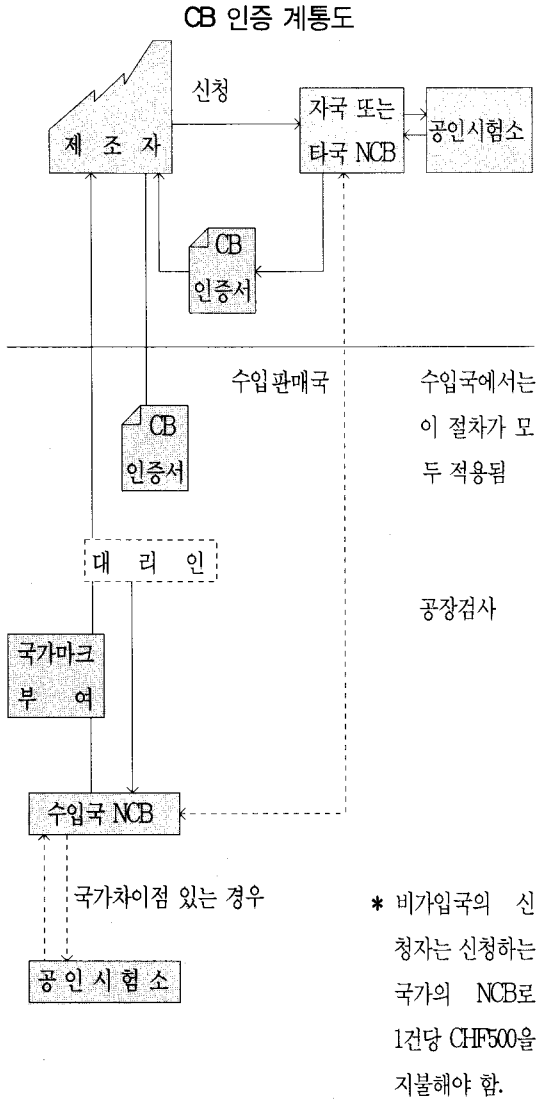 CB 인증 계통도
신청
제 조 자
자국 또는
타국 NCB
공인시험소
CB
인증서
수입판매국
수입국에서는
이 절차가 모
두 적용됨
CB
인증서
대 리 인
공장검사
국가마크
부 여
수입국 NCB
국가차이점 있는 경우
공인시험소
* 비가입국의 신
청자는 신청하는
국가의 NCB로
1건당 CHF500을
지불해야 함.